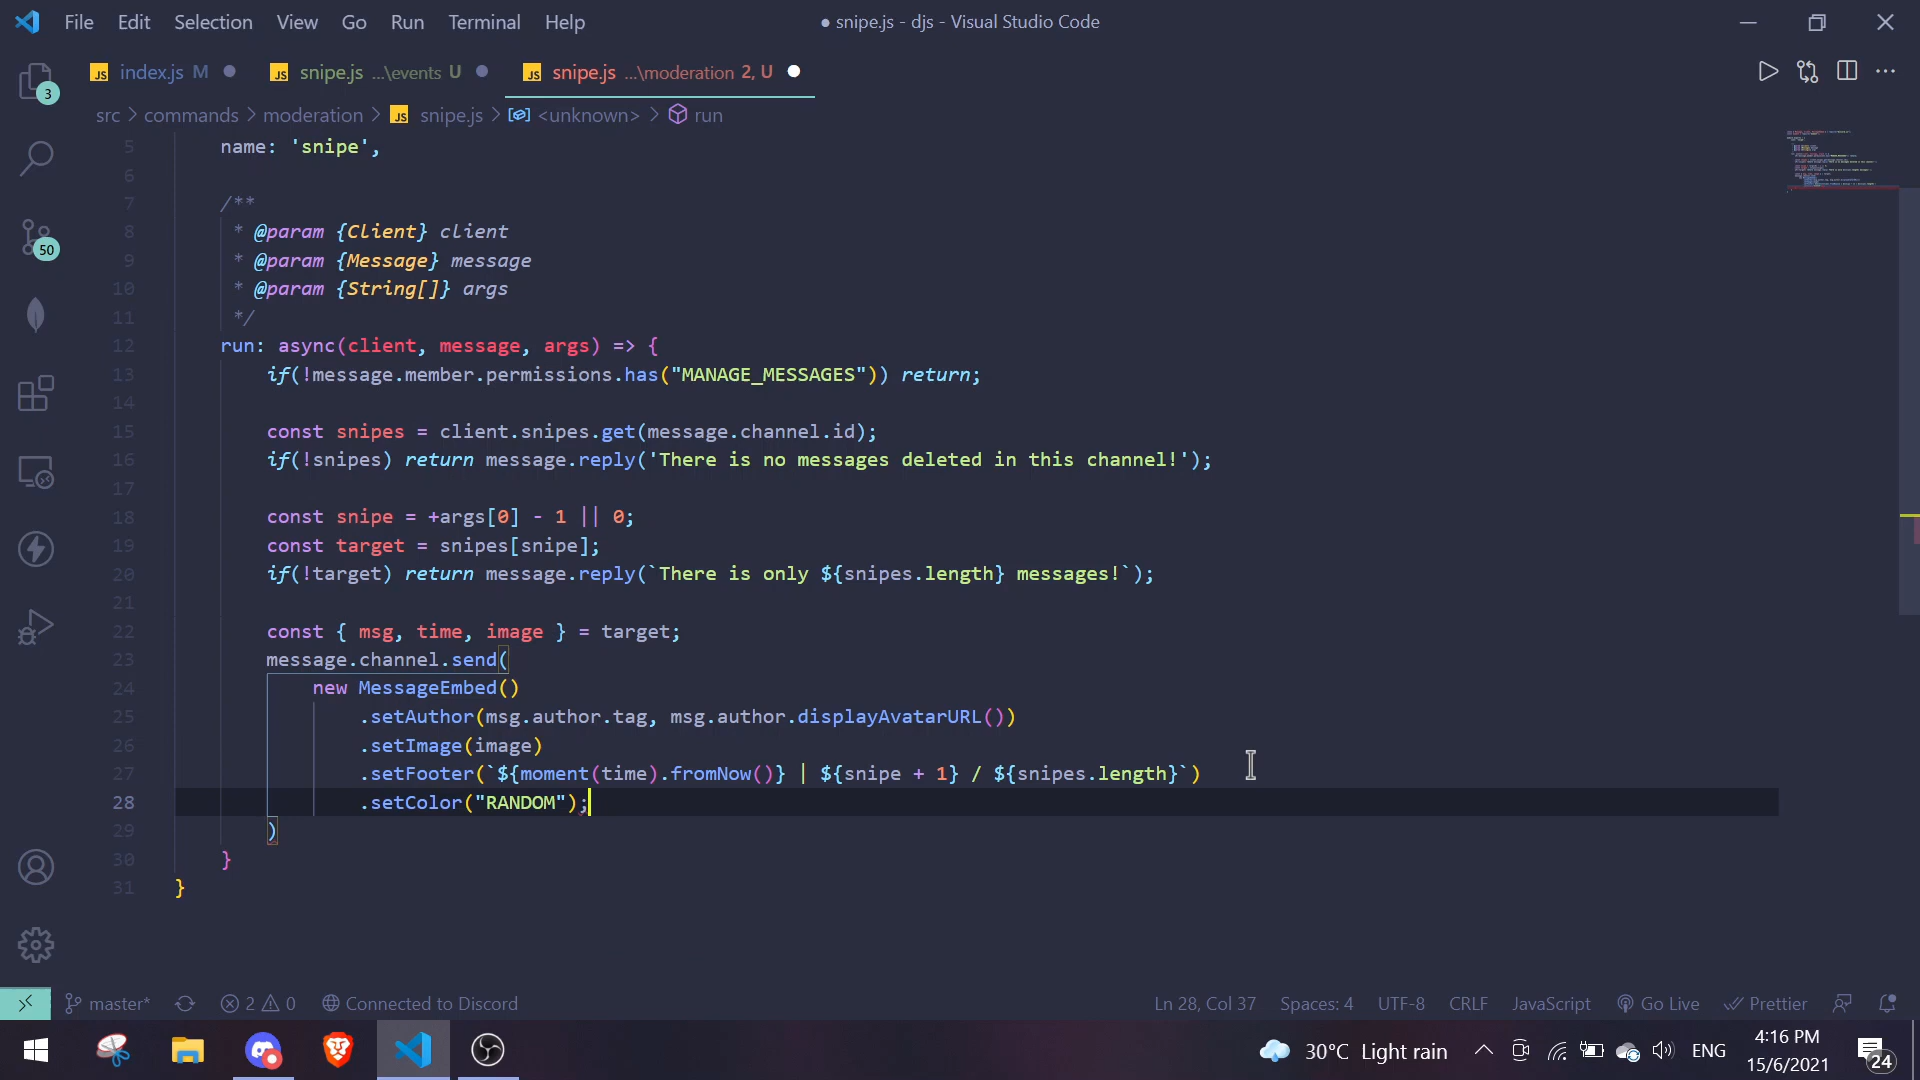 File Edit Selection View Go Run Terminal Help
● snipe.js - djs - Visual Studio Code
JS index.js M
JS snipe.js ...\events U
JS snipe.js ...\moderation 2, U
src > commands > moderation > JS snipe.js > <unknown> > run
3
50
5 name: 'snipe',
6
7 /**
8 * @param {Client} client
9 * @param {Message} message
10 * @param {String[]} args
11 */
12 run: async(client, message, args) => {
13 if(!message.member.permissions.has("MANAGE_MESSAGES")) return;
14
15 const snipes = client.snipes.get(message.channel.id);
16 if(!snipes) return message.reply('There is no messages deleted in this channel!');
17
18 const snipe = +args[0] - 1 || 0;
19 const target = snipes[snipe];
20 if(!target) return message.reply(`There is only ${snipes.length} messages!`);
21
22 const { msg, time, image } = target;
23 message.channel.send(
24 new MessageEmbed()
25 .setAuthor(msg.author.tag, msg.author.displayAvatarURL())
26 .setImage(image)
27 .setFooter(`${moment(time).fromNow()} | ${snipe + 1} / ${snipes.length}`)
28 .setColor("RANDOM");
29 )
30 }
31 }
master* 2 0 Connected to Discord
Ln 28, Col 37 Spaces: 4 UTF-8 CRLF JavaScript Go Live Prettier
30°C Light rain
ENG
4:16 PM
15/6/2021
24